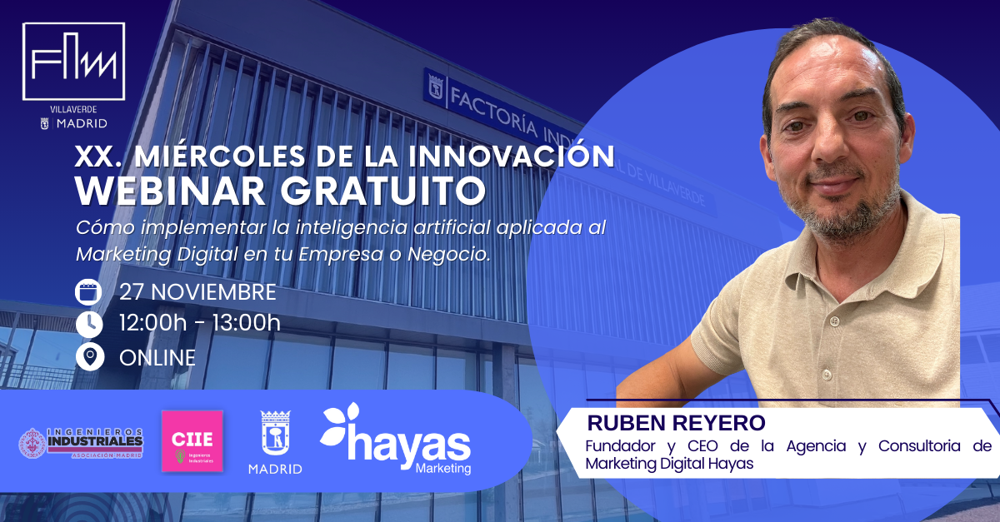 FIM
VILLAVERDE
MADRID
FACTORÍA INDUSTRIAL DE VILLAVERDE
XX. MIÉRCOLES DE LA INNOVACIÓN
WEBINAR GRATUITO
Cómo implementar la inteligencia artificial aplicada al
Marketing Digital en tu Empresa o Negocio.
27 NOVIEMBRE
12:00h - 13:00h
ONLINE
INGENIEROS
INDUSTRIALES
ASOCIACIÓN MADRID
CIIE
Ingenieros
Industriales
MADRID
hayas
Marketing
RUBEN REYERO
Fundador y CEO de la Agencia y Consultoria de
Marketing Digital Hayas